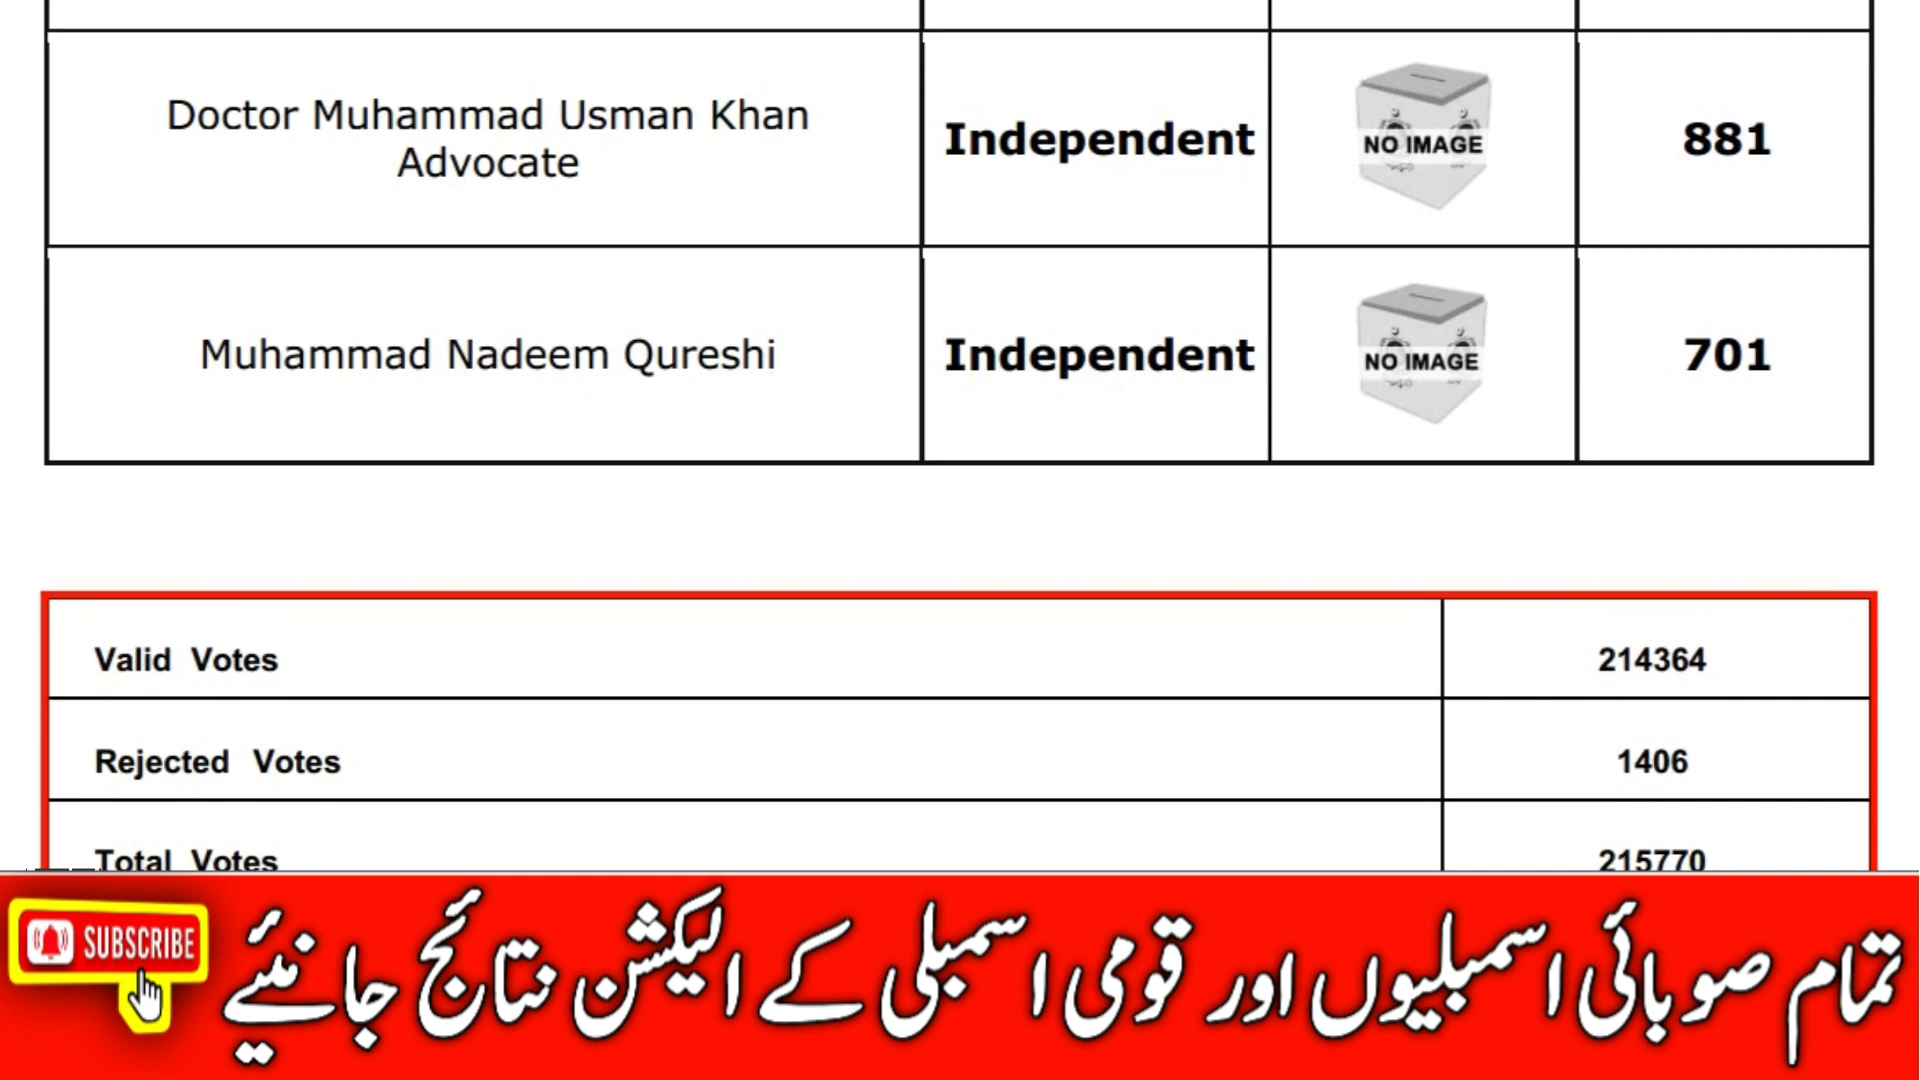 Doctor Muhammad Usman Khan
Advocate
Independent
NO IMAGE
881
Muhammad Nadeem Qureshi
Independent
NO IMAGE
701
Valid Votes 214364
Rejected Votes 1406
Total Votes 215770
SUBSCRIBE
تمام صوبائی اسمبلیوں اور قومی اسمبلی کے الیکشن نتائج جانئیے